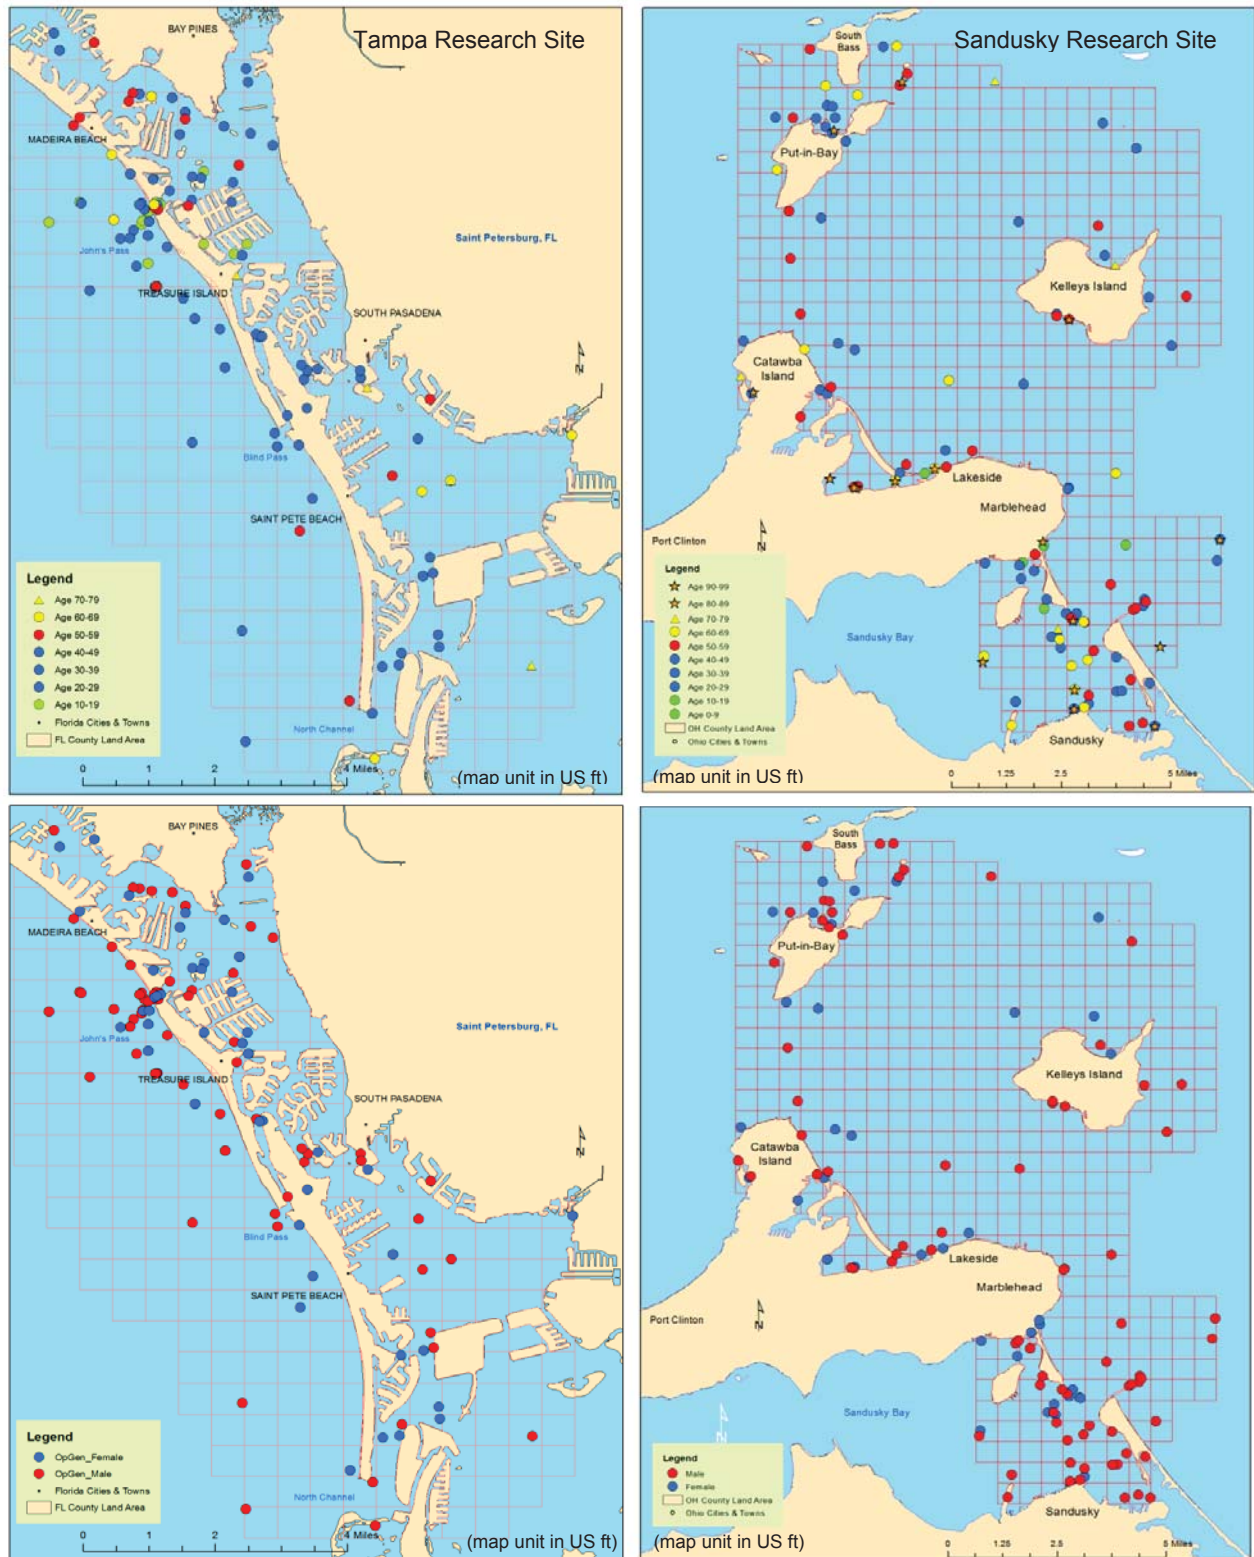 Tampa Research Site
BAY PINES
MADEIRA BEACH
Saint Petersburg, FL
John's Pass
TREASURE ISLAND
SOUTH PASADENA
N
Blind Pass
SAINT PETE BEACH
Legend
Age 70-79
Age 60-69
Age 50-59
Age 40-49
Age 30-39
Age 20-29
Age 10-19
Florida Cities & Towns
FL County Land Area
North Channel
0 1 2 4 Miles
(map unit in US ft)
Sandusky Research Site
South
Bass
Put-in-Bay
Kelleys Island
Catawba
Island
Lakeside
Marblehead
Port Clinton
N
Legend
Age 90-99
Age 80-89
Age 70-79
Age 60-69
Age 50-59
Age 40-49
Age 30-39
Age 20-29
Age 10-19
Age 0-9
OH County Land Area
Ohio Cities & Towns
Sandusky Bay
Sandusky
(map unit in US ft)
0 1.25 2.5 5 Miles
BAY PINES
MADEIRA BEACH
Saint Petersburg, FL
John's Pass
TREASURE ISLAND
SOUTH PASADENA
N
Blind Pass
SAINT PETE BEACH
Legend
OpGen_Female
OpGen_Male
Florida Cities & Towns
FL County Land Area
North Channel
0 1 2 4 Miles
(map unit in US ft)
South
Bass
Put-in-Bay
Kelleys Island
Catawba
Island
Lakeside
Marblehead
Port Clinton
N
Sandusky Bay
Legend
Male
Female
OH County Land Area
Ohio Cities & Towns
Sandusky
(map unit in US ft)
0 1.25 2.5 5 Miles